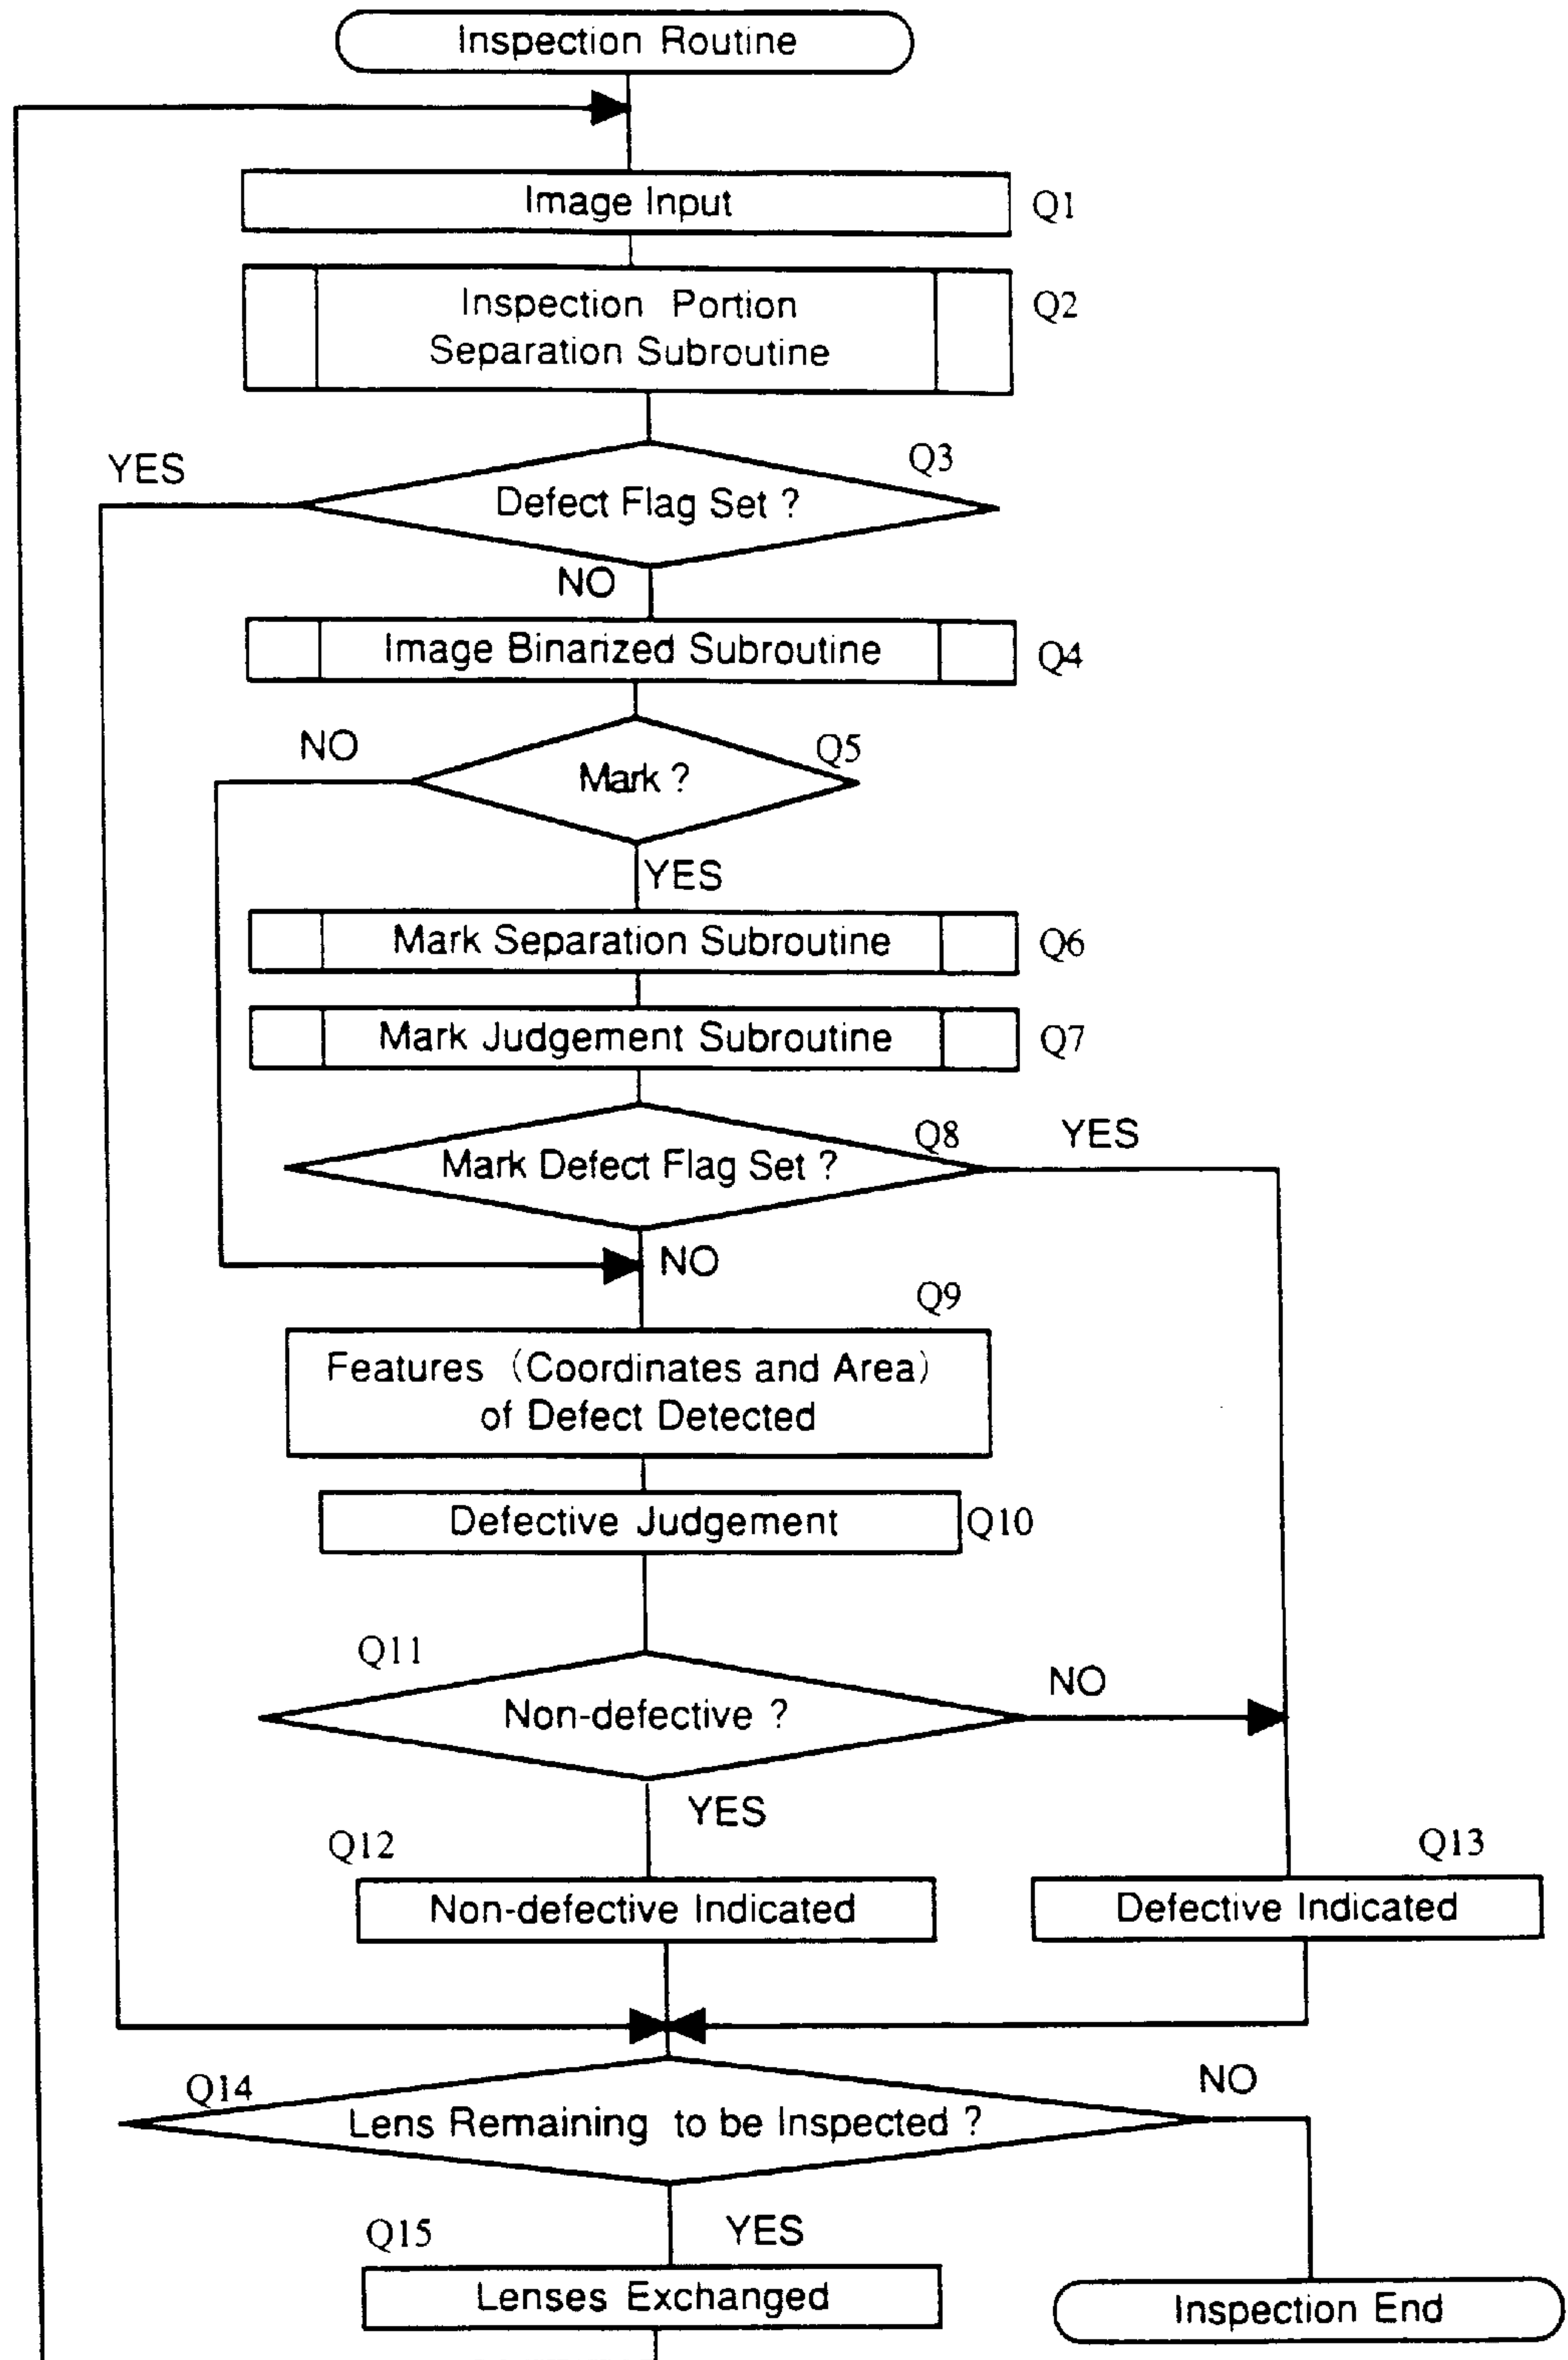 Inspection Routine
Image Input
Q1
Inspection Portion
Separation Subroutine
Q2
YES
Q3
Defect Flag Set ?
NO
Image Binarized Subroutine
Q4
NO
Q5
Mark ?
YES
Mark Separation Subroutine
Q6
Mark Judgement Subroutine
Q7
Q8
YES
Mark Defect Flag Set ?
NO
Q9
Features (Coordinates and Area)
of Defect Detected
Defective Judgement
Q10
Q11
NO
Non-defective ?
YES
Q12
Q13
Non-defective Indicated
Defective Indicated
Q14
NO
Lens Remaining to be Inspected ?
Q15
YES
Lenses Exchanged
Inspection End